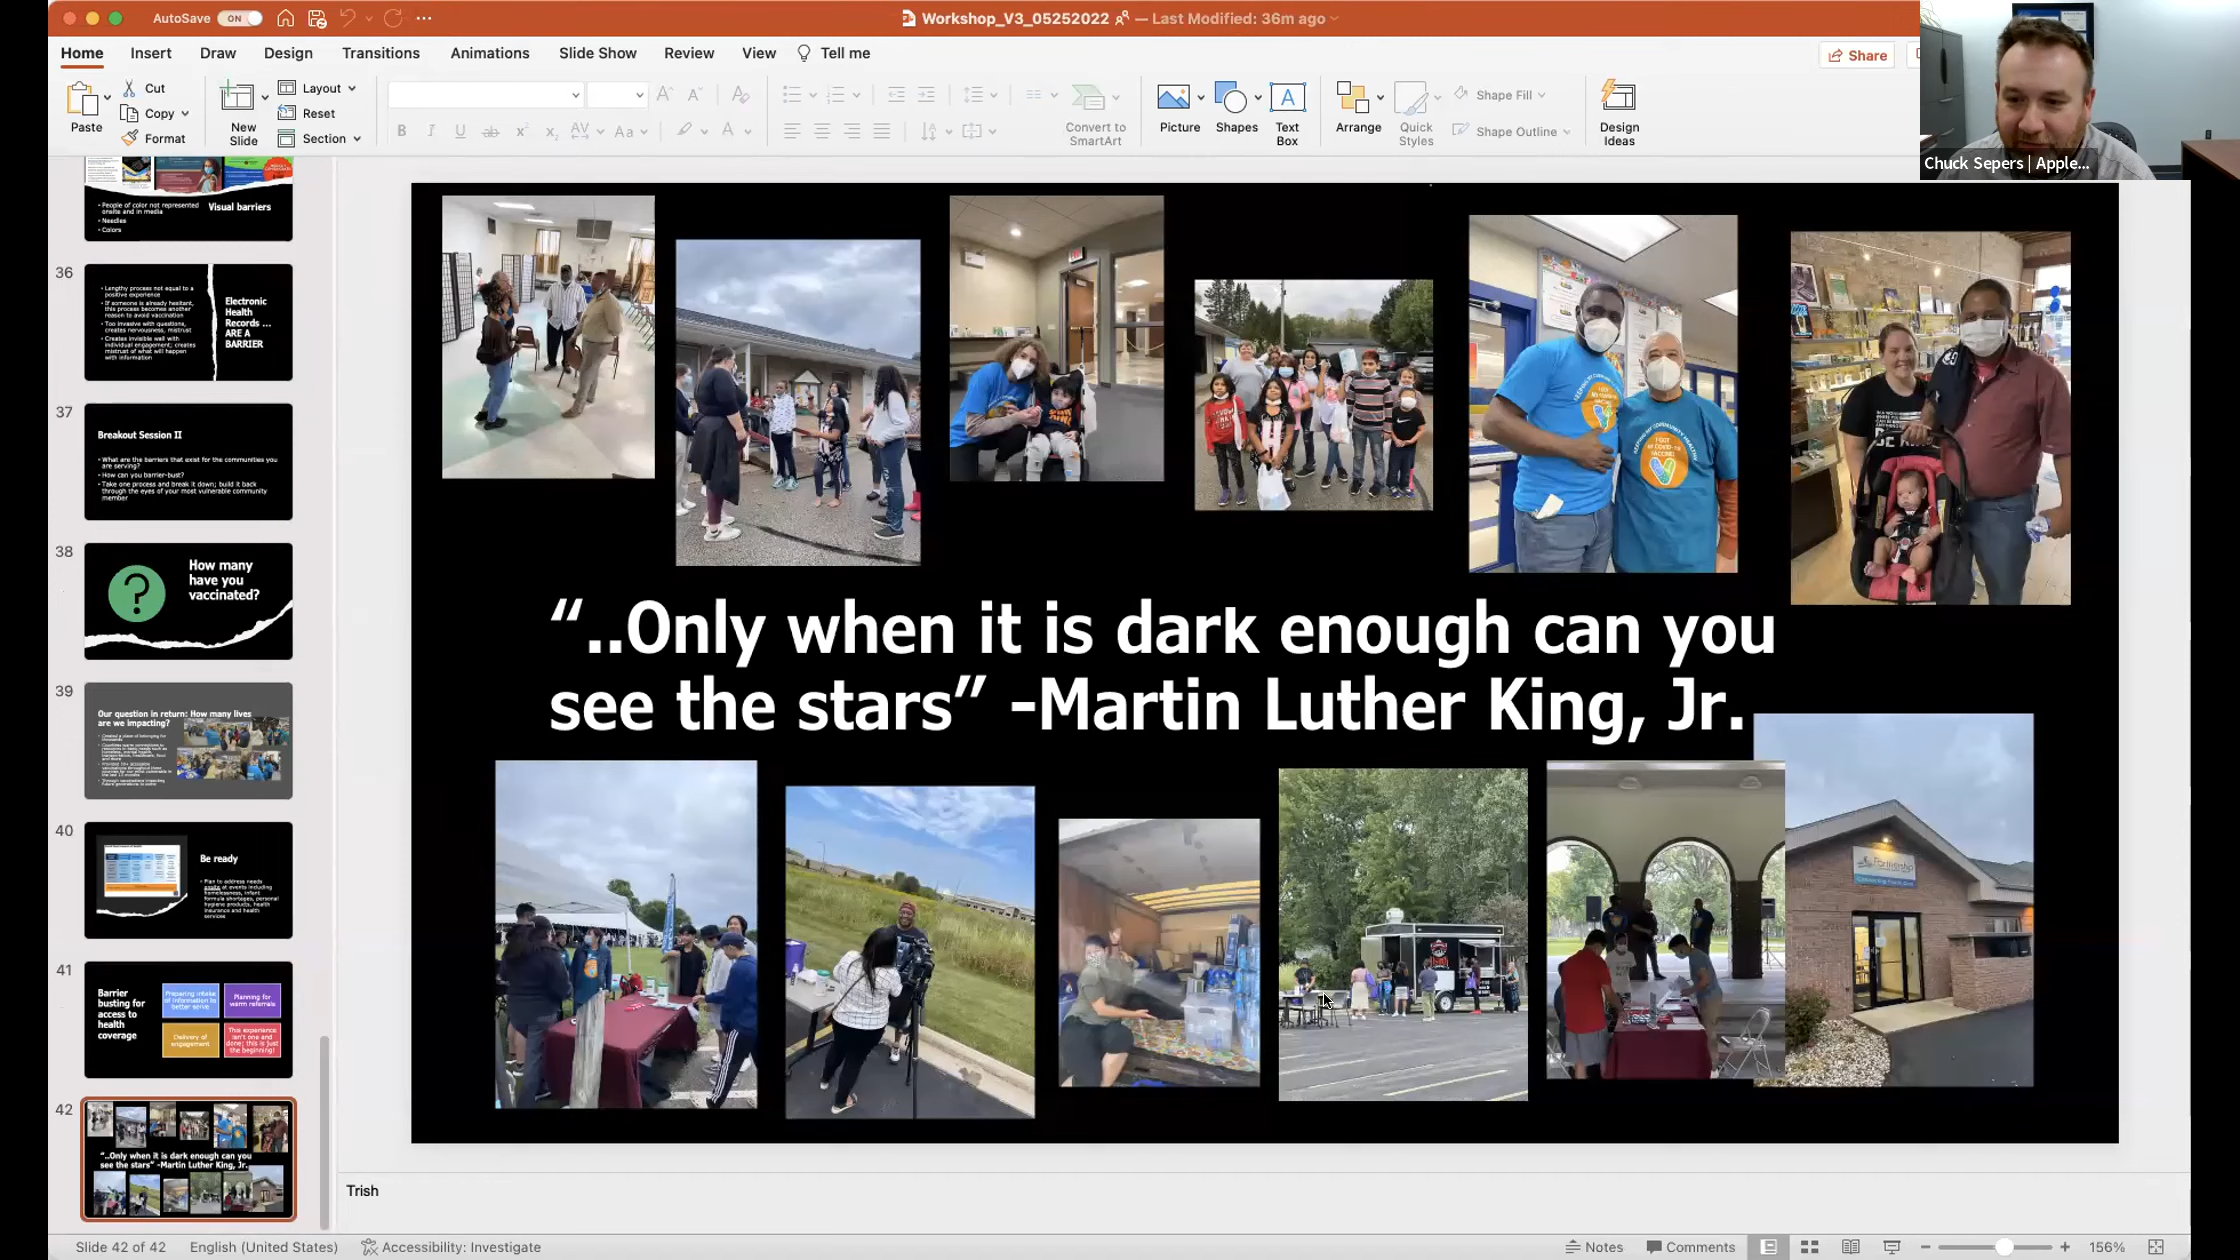 AutoSave ON
Workshop_V3_05252022 — Last Modified: 36m ago
Home Insert Draw Design Transitions Animations Slide Show Review View Tell me
Share
Paste
Cut
Copy
Format
New
Slide
Layout
Reset
Section
Convert to
SmartArt
Picture
Shapes
Text
Box
Arrange
Quick
Styles
Shape Fill
Shape Outline
Design
Ideas
Chuck Sepers | Apple...
• People of color not represented
onsite and in media
• Needles
• Colors
Visual barriers
36
• Lengthy process not equal to a
positive experience
• If someone is already hesitant,
this process becomes another
reason to avoid vaccination
• Too invasive with questions,
creates nervousness, mistrust
• Creates invisible wall with
individual engagement; creates
mistrust of what will happen
with information
Electronic
Health
Records ...
ARE A
BARRIER
37
Breakout Session II
• What are the barriers that exist for the communities you
are serving?
• How can you barrier-bust?
• Take one process and break it down; build it back
through the eyes of your most vulnerable community
member
38
?
How many
have you
vaccinated?
39
Our question in return: How many lives
are we impacting?
40
Be ready
• Plan to address needs
onsite at events including
homelessness, infant
formula shortages, personal
hygiene products, health
insurance and health
services
41
Barrier
busting for
access to
health
coverage
Preparing intake
of information to
better serve
Planning for
warm referrals
Delivery of
engagement
This experience
isn't one and
done; this is just
the beginning!
42
“..Only when it is dark enough can you
see the stars” -Martin Luther King, Jr.
“..Only when it is dark enough can you
see the stars” -Martin Luther King, Jr.
EXIT
I GOT
MY COVID-19
VACCINE!
Partnership
Trish
Slide 42 of 42 English (United States) Accessibility: Investigate
Notes Comments 156%